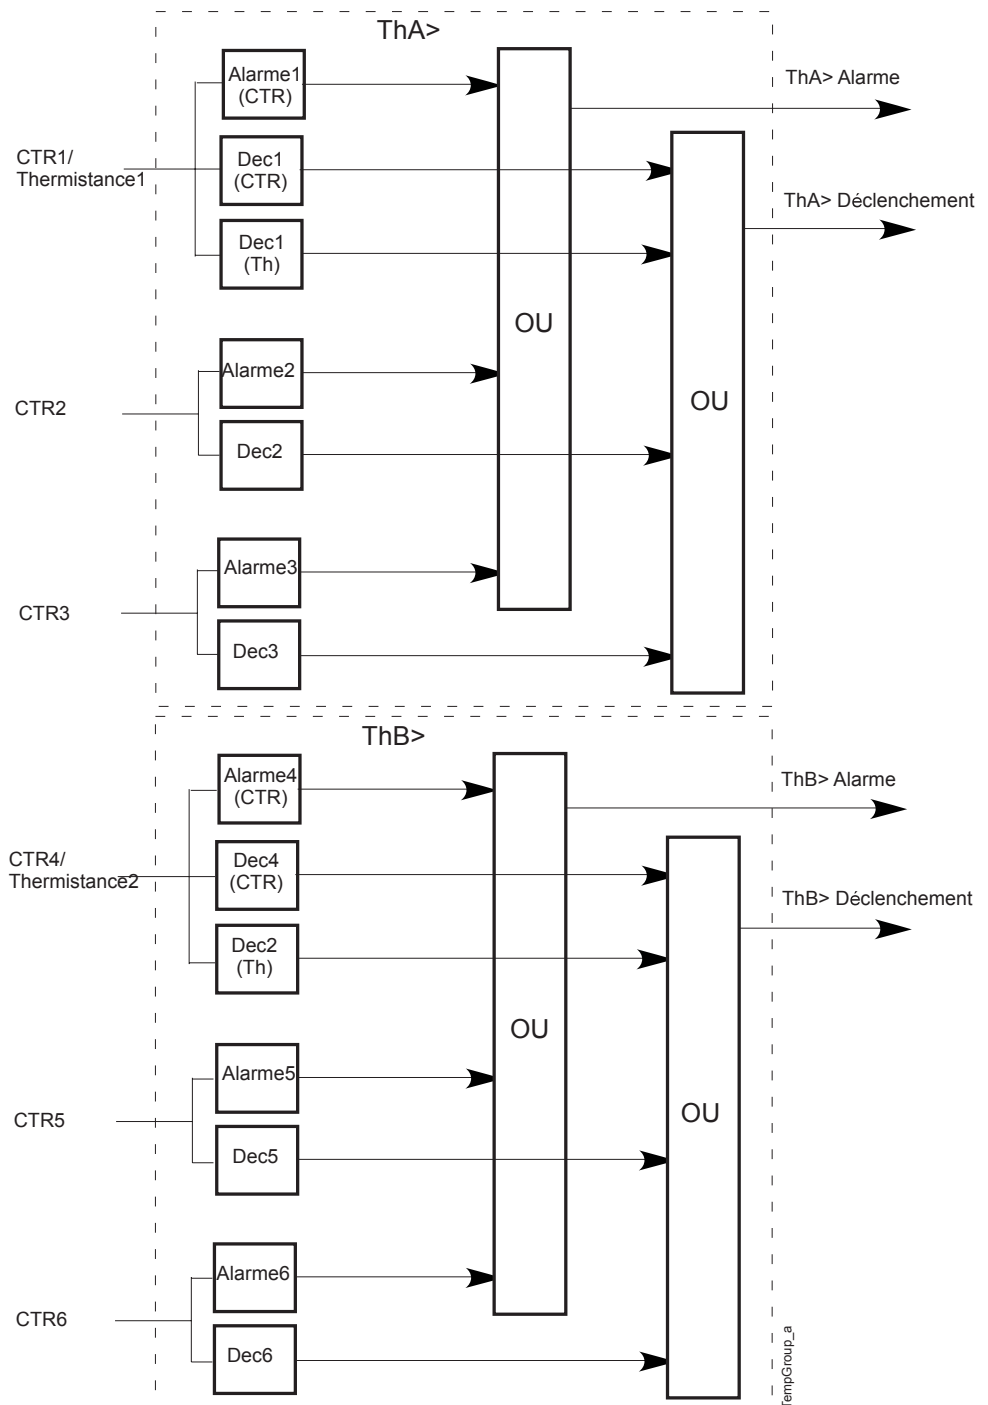 ThA>
Alarme1
(CTR)
ThA> Alarme
CTR1/
Thermistance1
Dec1
(CTR)
ThA> Déclenchement
Dec1
(Th)
OU
Alarme2
OU
CTR2
Dec2
Alarme3
CTR3
Dec3
ThB>
Alarme4
(CTR)
ThB> Alarme
CTR4/
Thermistance2
Dec4
(CTR)
ThB> Déclenchement
Dec2
(Th)
OU
Alarme5
OU
CTR5
Dec5
Alarme6
CTR6
Dec6
TempGroup_a